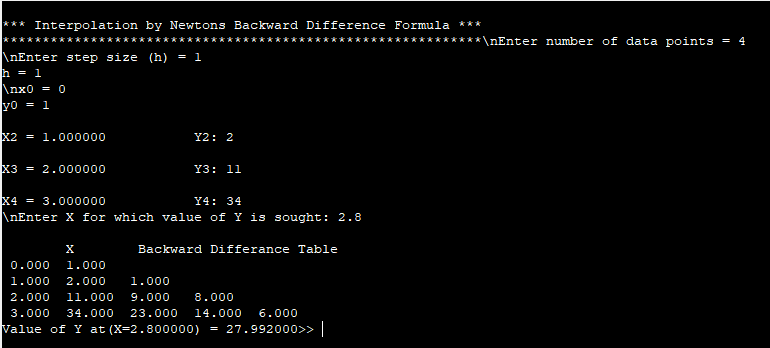 *** Interpolation by Newtons Backward Difference Formula ***
************************************************************\nEnter number of data points = 4
\nEnter step size (h) = 1
h = 1
\nx0 = 0
y0 = 1
X2 = 1.000000 Y2: 2
X3 = 2.000000 Y3: 11
X4 = 3.000000 Y4: 34
\nEnter X for which value of Y is sought: 2.8
X Backward Differance Table
0.000 1.000
1.000 2.000 1.000
2.000 11.000 9.000 8.000
3.000 34.000 23.000 14.000 6.000
Value of Y at(X=2.800000) = 27.992000>>